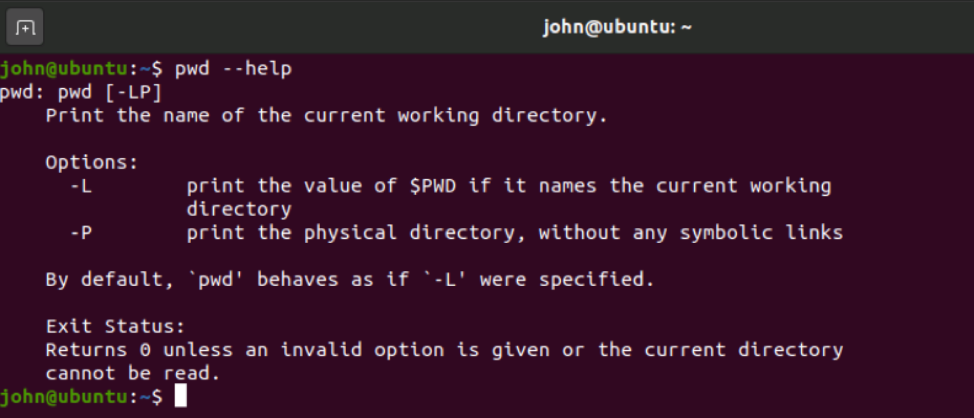 john@ubuntu: ~
john@ubuntu:~$ pwd --help
pwd: pwd [-LP]
    Print the name of the current working directory.

    Options:
      -L        print the value of $PWD if it names the current working
                directory
      -P        print the physical directory, without any symbolic links

    By default, `pwd' behaves as if `-L' were specified.

    Exit Status:
    Returns 0 unless an invalid option is given or the current directory
    cannot be read.
john@ubuntu:~$